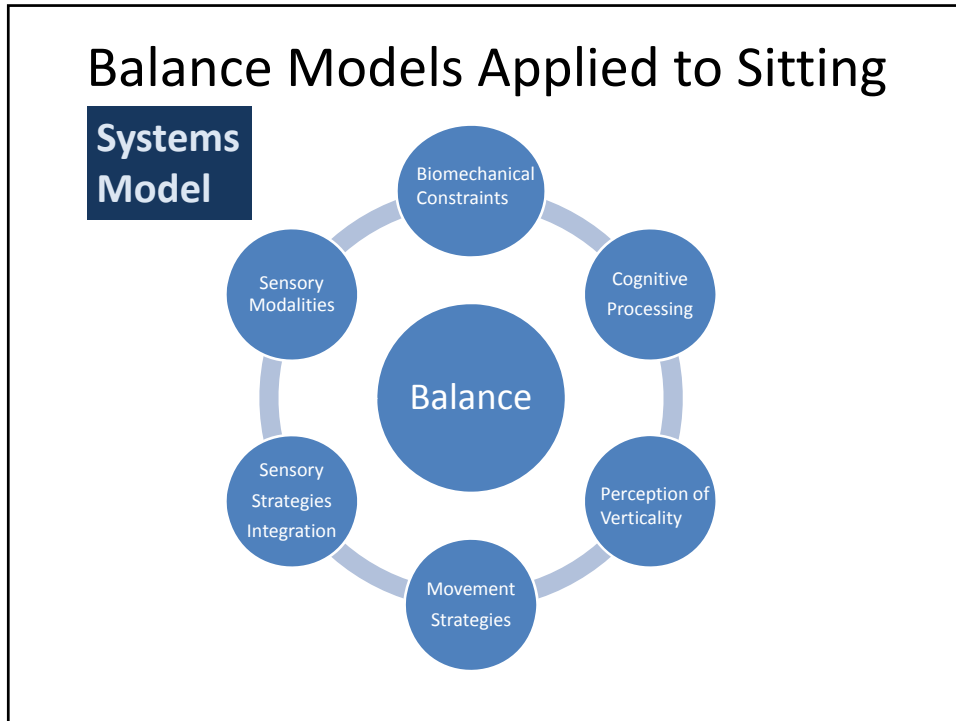 Balance Models Applied to Sitting
Systems
Model
Biomechanical
Constraints
Cognitive
Processing
Perception of
Verticality
Movement
Strategies
Sensory
Strategies
Integration
Sensory
Modalities
Balance